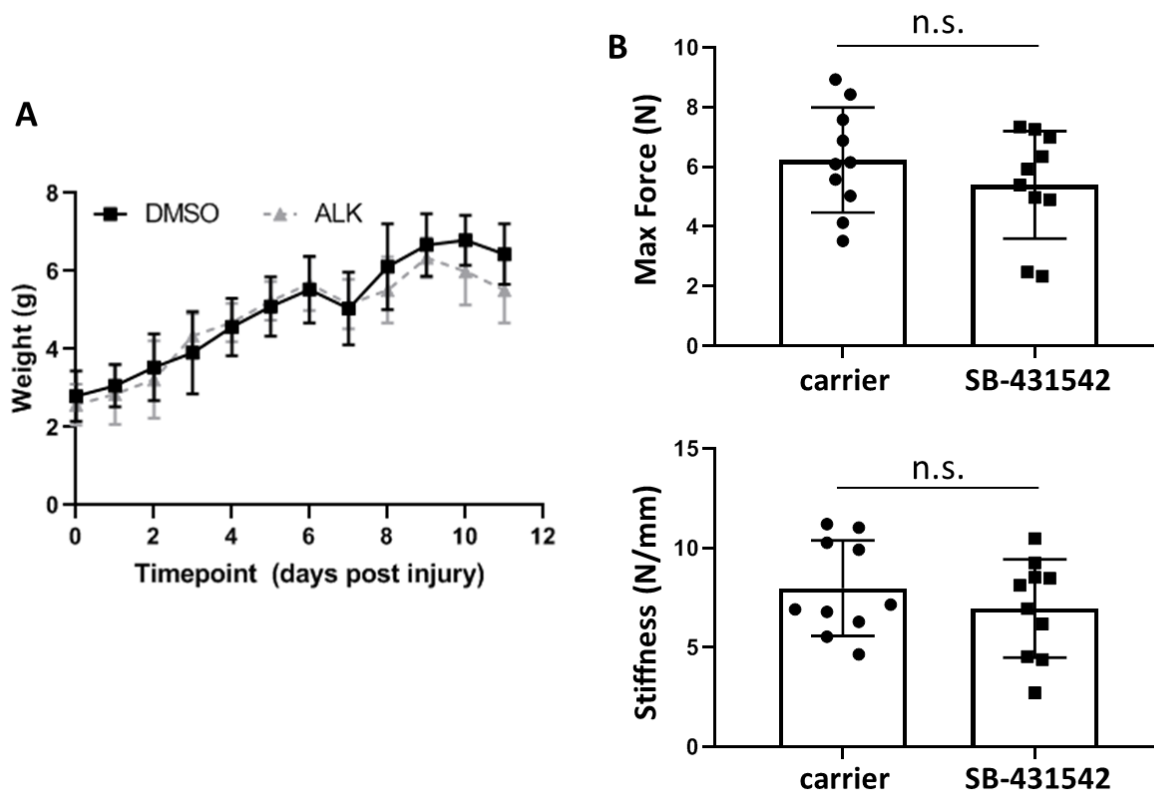 A
Weight (g)
8
6
4
2
0
DMSO ALK
0 2 4 6 8 10 12
Timepoint (days post injury)
B
n.s.
Max Force (N)
10
8
6
4
2
0
carrier SB-431542
n.s.
Stiffness (N/mm)
15
10
5
0
carrier SB-431542